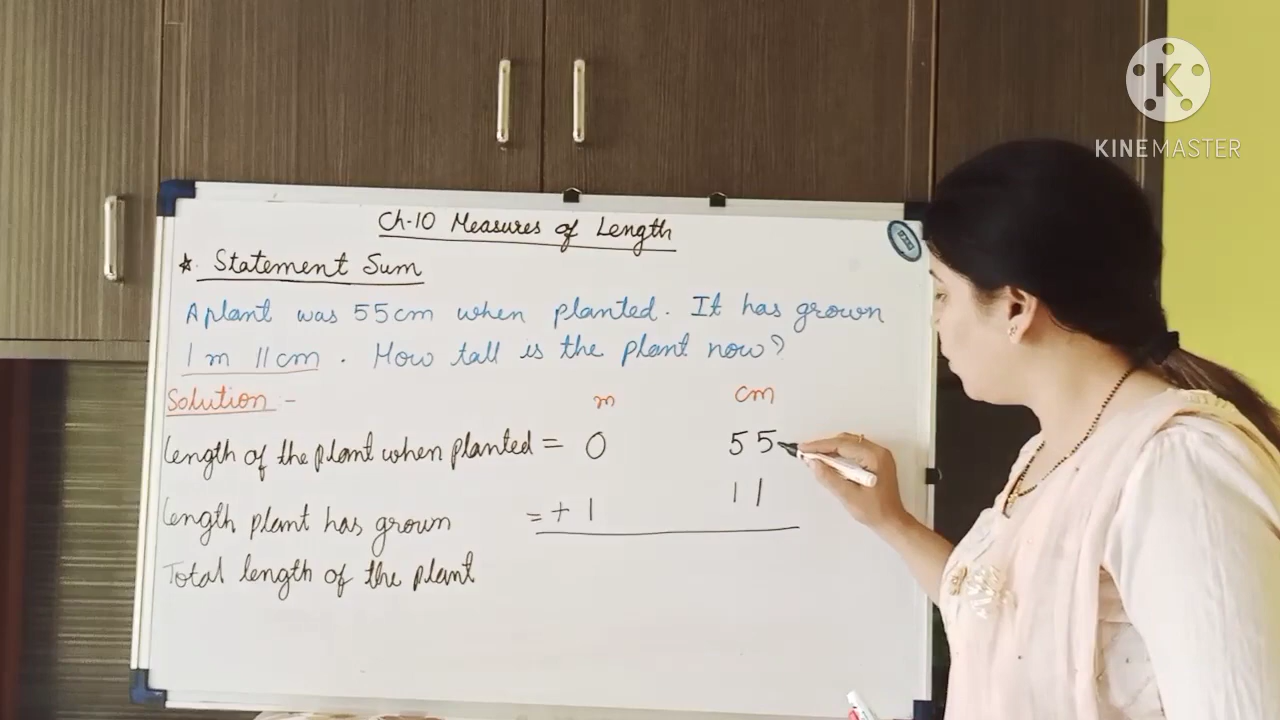 KINEMASTER
Ch-10 Measures of Length
☆. Statement Sum
A plant was 55cm when planted. It has grown
1 m 11cm. How tall is the plant now?
Solution :-
m cm
Length of the plant when planted = 0 55
Length plant has grown = + 1 11
Total length of the plant